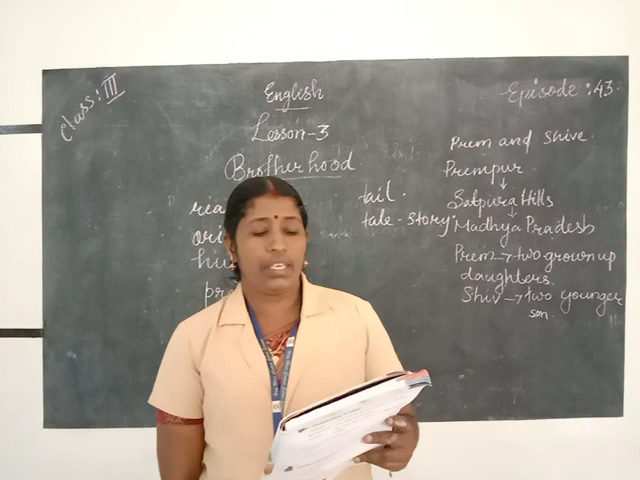 Class: III
English
Episode: 43.
Lesson-3
Brotherhood
tail.
tale - story
Prem and Shive.
Prempur.
Satpura Hills
Madhya Pradesh
Prem → two grown up
daughters.
Shiv → two younger
son